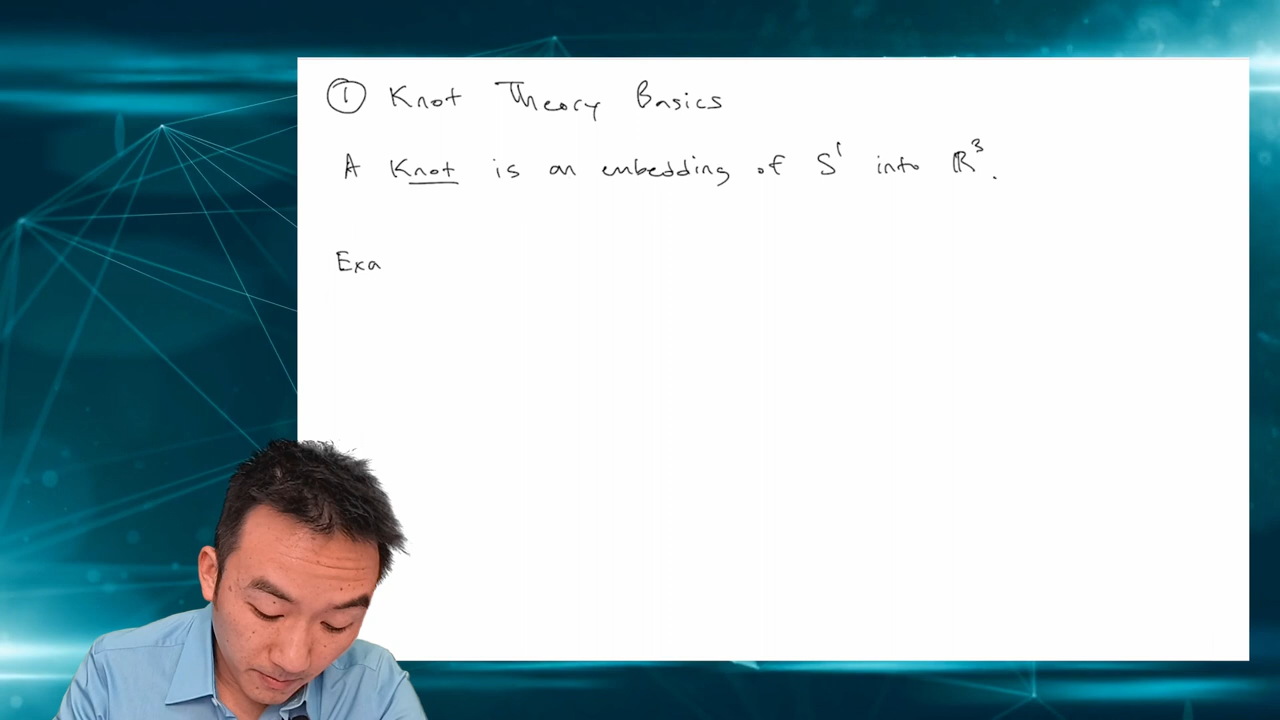 ① Knot Theory Basics
A Knot is an embedding of S¹ into ℝ³.
Exa